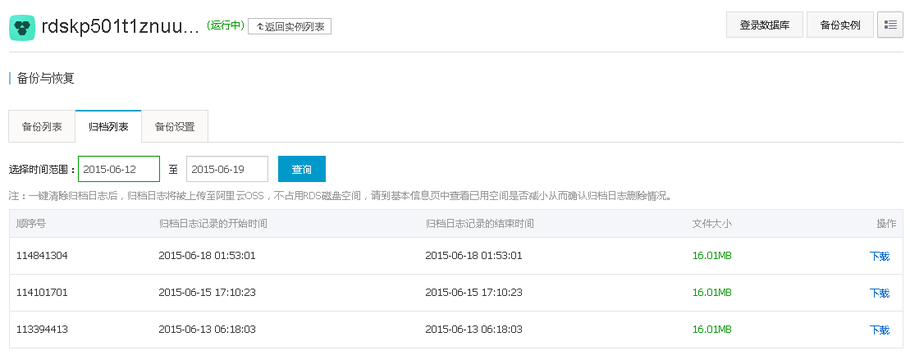 rdskp501t1znuu... (运行中) 返回实例列表 登录数据库 备份实例
备份与恢复
备份列表 归档列表 备份设置
选择时间范围： 2015-06-12 至 2015-06-19 查询
注：一键清除归档日志后，归档日志将被上传至阿里云OSS，不占用RDS磁盘空间，请到基本信息页中查看已用空间是否减小从而确认归档日志删除情况。
顺序号 归档日志记录的开始时间 归档日志记录的结束时间 文件大小 操作
114841304 2015-06-18 01:53:01 2015-06-18 01:53:01 16.01MB 下载
114101701 2015-06-15 17:10:23 2015-06-15 17:10:23 16.01MB 下载
113394413 2015-06-13 06:18:03 2015-06-13 06:18:03 16.01MB 下载